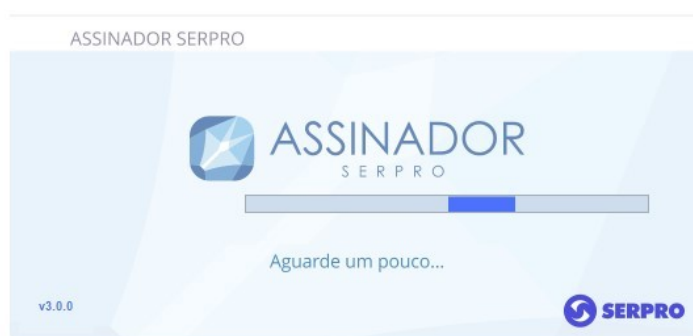 ASSINADOR SERPRO
ASSINADOR
SERPRO
Aguarde um pouco...
v3.0.0
SERPRO